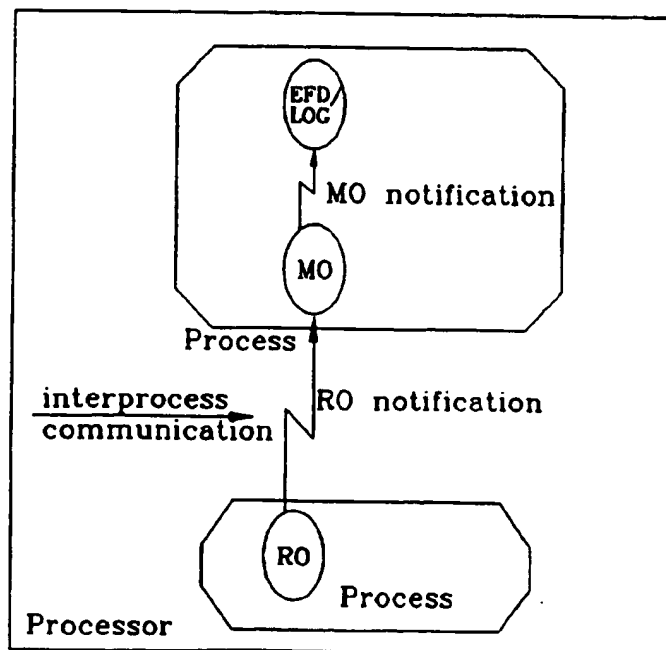 EFD/
LOG
MO notification
MO
Process
interprocess
communication
RO notification
RO
Process
Processor